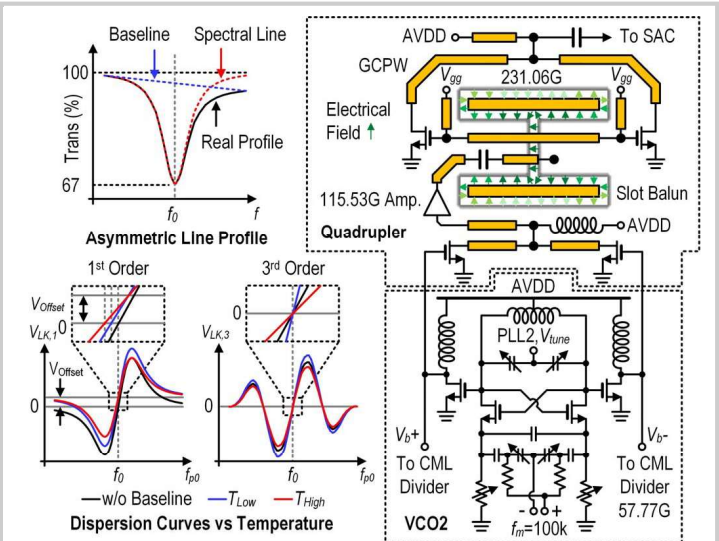 Baseline
Spectral Line
100
Trans (%)
Real Profile
67
f0
f
Asymmetric Line Profile
1st Order
3rd Order
VOffset
0
0
VLK,1
VLK,3
VOffset
0
0
f0
fp0
f0
fp0
w/o Baseline
TLow
THigh
Dispersion Curves vs Temperature
AVDD
To SAC
GCPW
Vgg
231.06G
Vgg
Electrical
Field
115.53G Amp.
Slot Balun
Quadrupler
AVDD
AVDD
PLL2,Vtune
Vb+
Vb-
To CML
Divider
To CML
Divider
57.77G
- +
fm=100k
VCO2